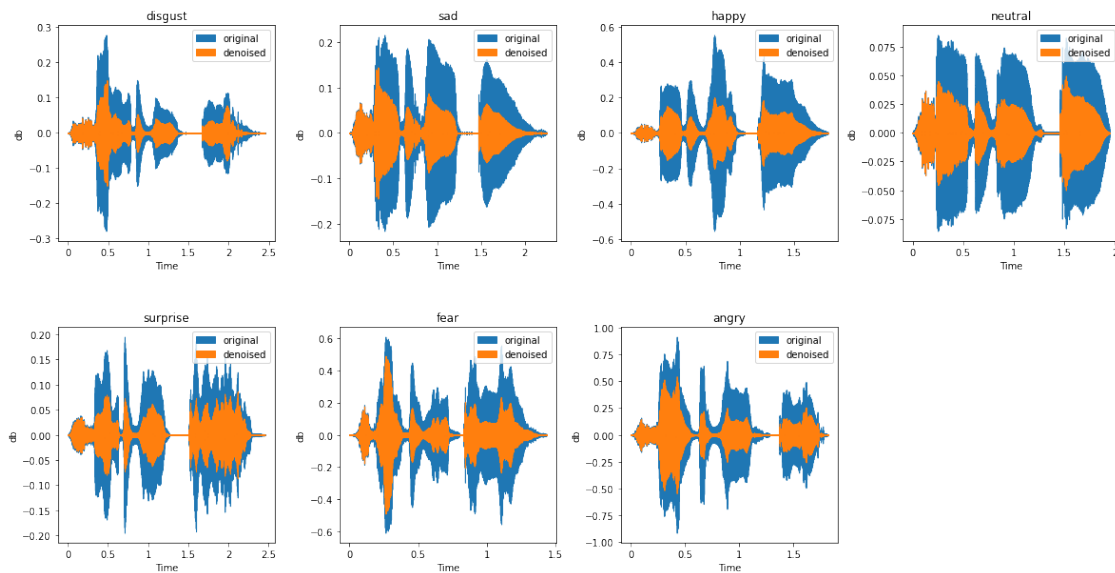 disgust
sad
happy
neutral
0.3
0.2
0.1
0.0
−0.1
−0.2
−0.3
db
0
0.5
1
1.5
2
2.5
Time
original
denoised
0.2
0.1
0.0
−0.1
−0.2
db
0
0.5
1
1.5
2
Time
original
denoised
0.6
0.4
0.2
0.0
−0.2
−0.4
−0.6
db
0
0.5
1
1.5
Time
original
denoised
0.075
0.050
0.025
0.000
−0.025
−0.050
−0.075
db
0
0.5
1
1.5
2
Time
original
denoised
surprise
fear
angry
0.20
0.15
0.10
0.05
0.00
−0.05
−0.10
−0.15
−0.20
db
0
0.5
1
1.5
2
2.5
Time
original
denoised
0.6
0.4
0.2
0.0
−0.2
−0.4
−0.6
db
0
0.5
1
1.5
Time
original
denoised
1.00
0.75
0.50
0.25
0.00
−0.25
−0.50
−0.75
−1.00
db
0
0.5
1
1.5
Time
original
denoised